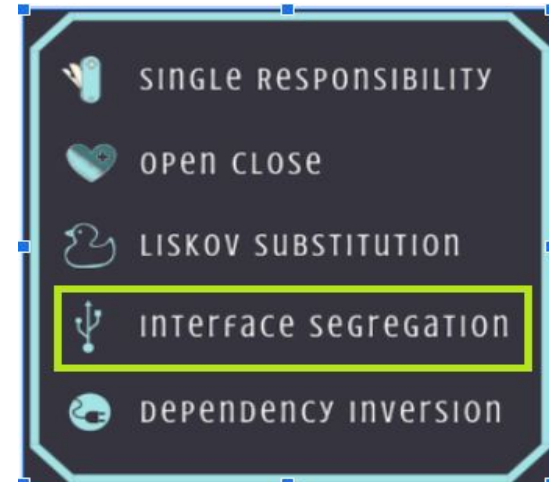 SINGLE RESPONSIBILITY
OPEN CLOSE
LISKOV SUBSTITUTION
INTERFACE SEGREGATION
DEPENDENCY INVERSION